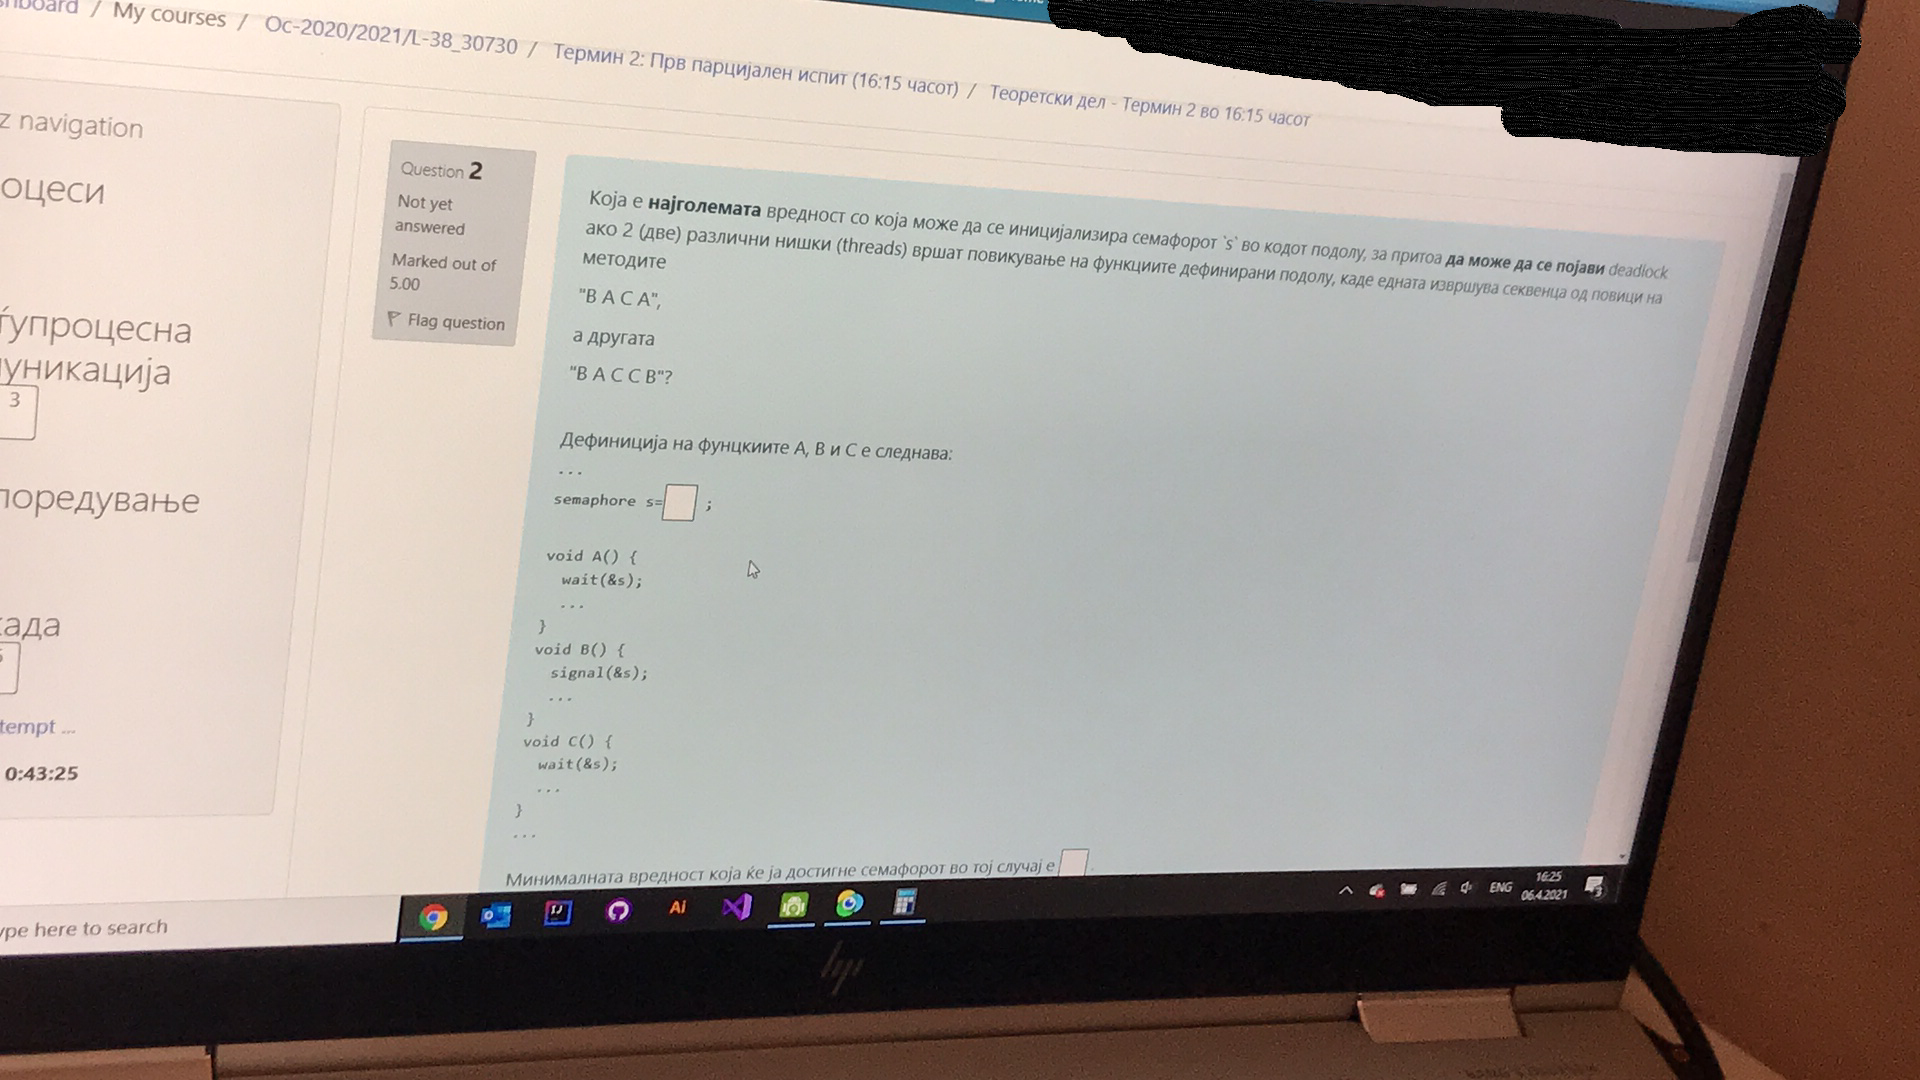 / My courses / Oc-2020/2021/L-38_30730 / Термин 2: Прв парцијален испит (16:15 часот) / Теоретски дел - Термин 2 во 16:15 часот
z navigation
оцеси
ѓупроцесна
уникација
3
поредување
када
tempt ...
0:43:25
Question 2
Not yet
answered
Marked out of
5.00
Flag question
Која е најголемата вредност со која може да се иницијализира семафорот `s` во кодот подолу, за притоа да може да се појави deadlock
ако 2 (две) различни нишки (threads) вршат повикување на функциите дефинирани подолу, каде едната извршува секвенца од повици на
методите
"B A C A",
а другата
"B A C C B"?
Дефиниција на фунцкиите A, B и C е следнава:
...
semaphore s= ;
void A() {
wait(&s);
...
}
void B() {
signal(&s);
...
}
void C() {
wait(&s);
...
}
...
Минималната вредност која ќе ја достигне семафорот во тој случај е .
ype here to search
IJ
Ai
ENG
16:25
06.4.2021
3
hp